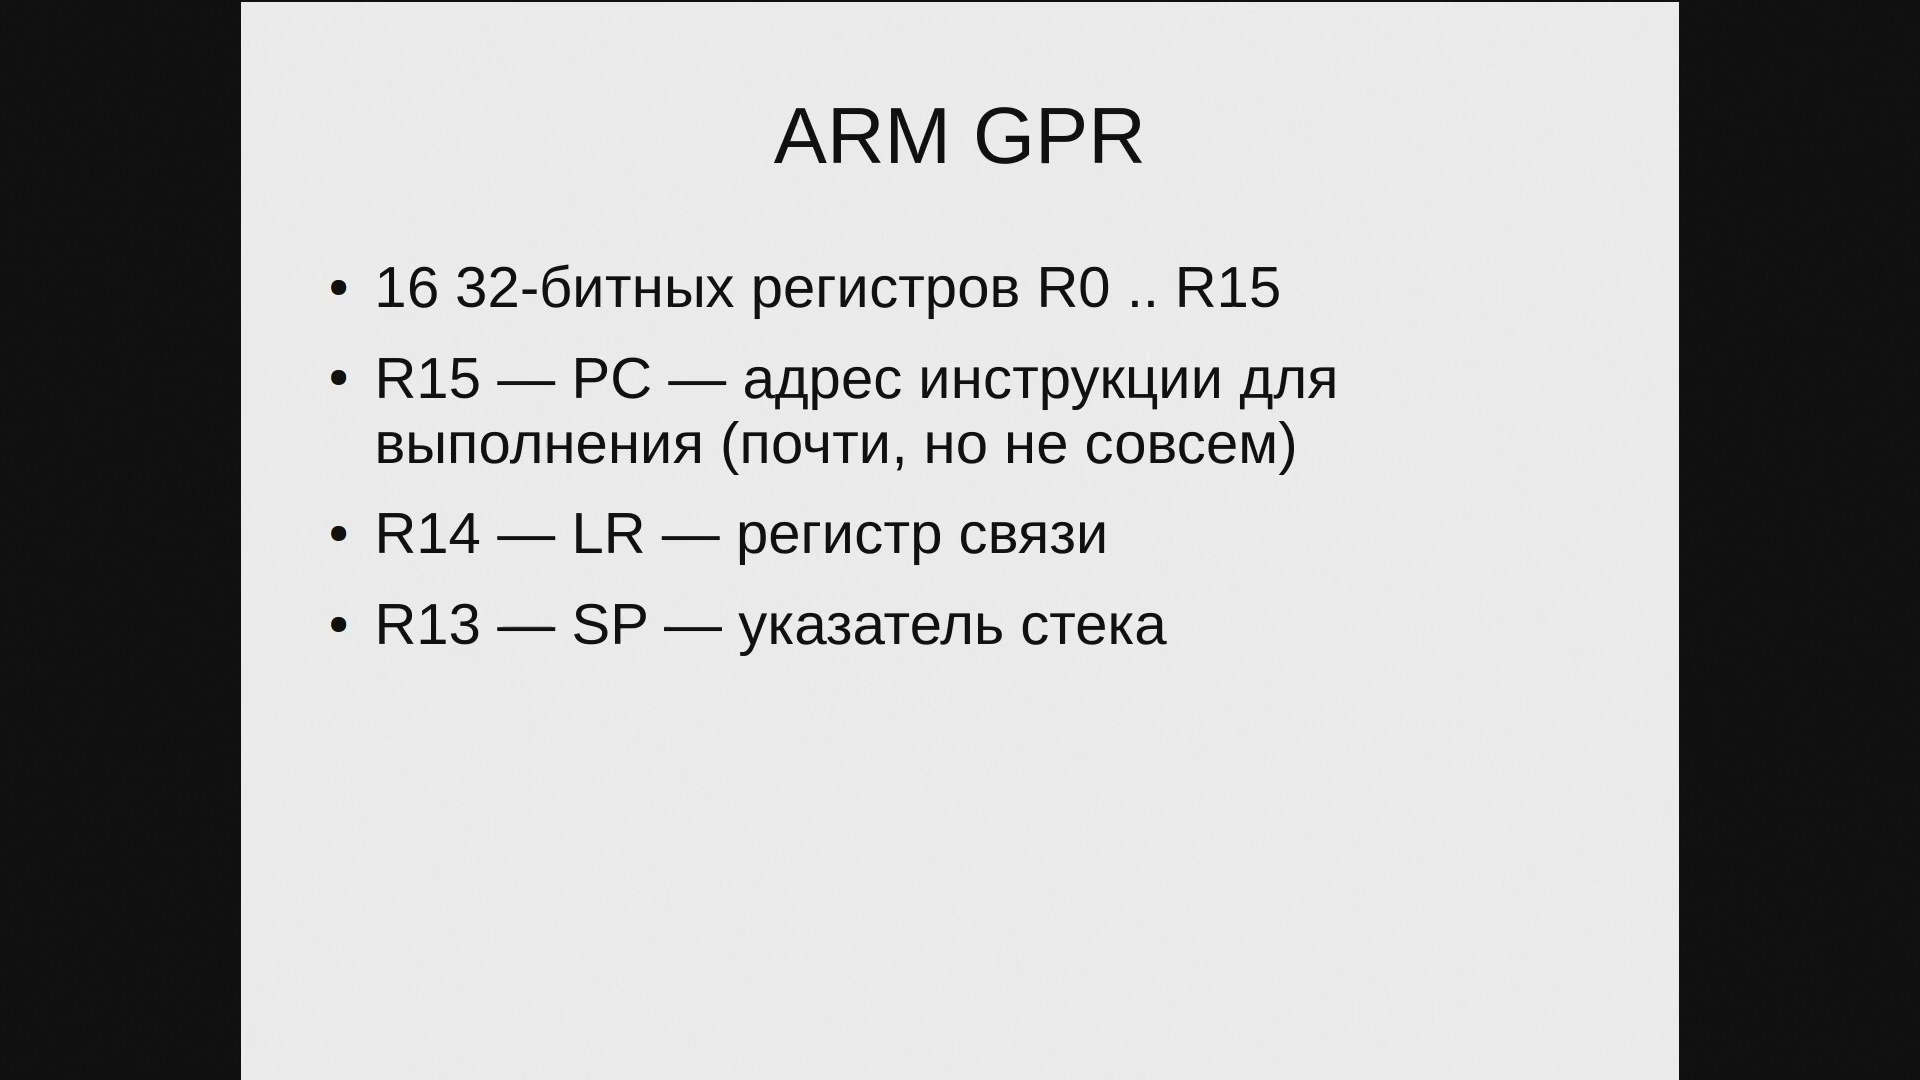 ARM GPR
• 16 32-битных регистров R0 .. R15
• R15 — PC — адрес инструкции для
выполнения (почти, но не совсем)
• R14 — LR — регистр связи
• R13 — SP — указатель стека